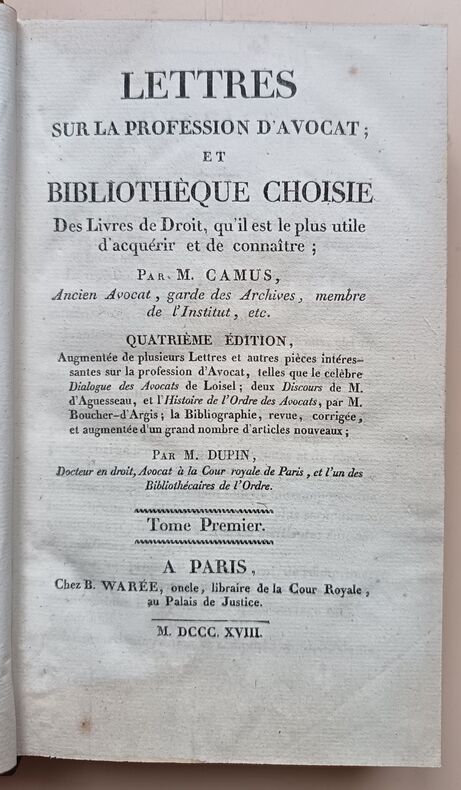 LETTRES
SUR LA PROFESSION D'AVOCAT;
ET
BIBLIOTHÈQUE CHOISIE
Des Livres de Droit, qu'il est le plus utile
d'acquérir et de connaître;
PAR M. CAMUS,
Ancien Avocat, garde des Archives, membre
de l'Institut, etc.
QUATRIÈME ÉDITION,
Augmentée de plusieurs Lettres et autres pièces intéres-
santes sur la profession d'Avocat, telles que le celèbre
Dialogue des Avocats de Loisel; deux Discours de M.
d'Aguesseau, et l'Histoire de l'Ordre des Avocats, par M.
Boucher-d'Argis; la Bibliographie, revue, corrigée,
et augmentée d'un grand nombre d'articles nouveaux;
PAR M. DUPIN,
Docteur en droit, Avocat à la Cour royale de Paris, et l'un des
Bibliothécaires de l'Ordre.
Tome Premier.
A PARIS,
Chez B. WARÉE, oncle, libraire de la Cour Royale,
au Palais de Justice.
M. DCCC. XVIII.